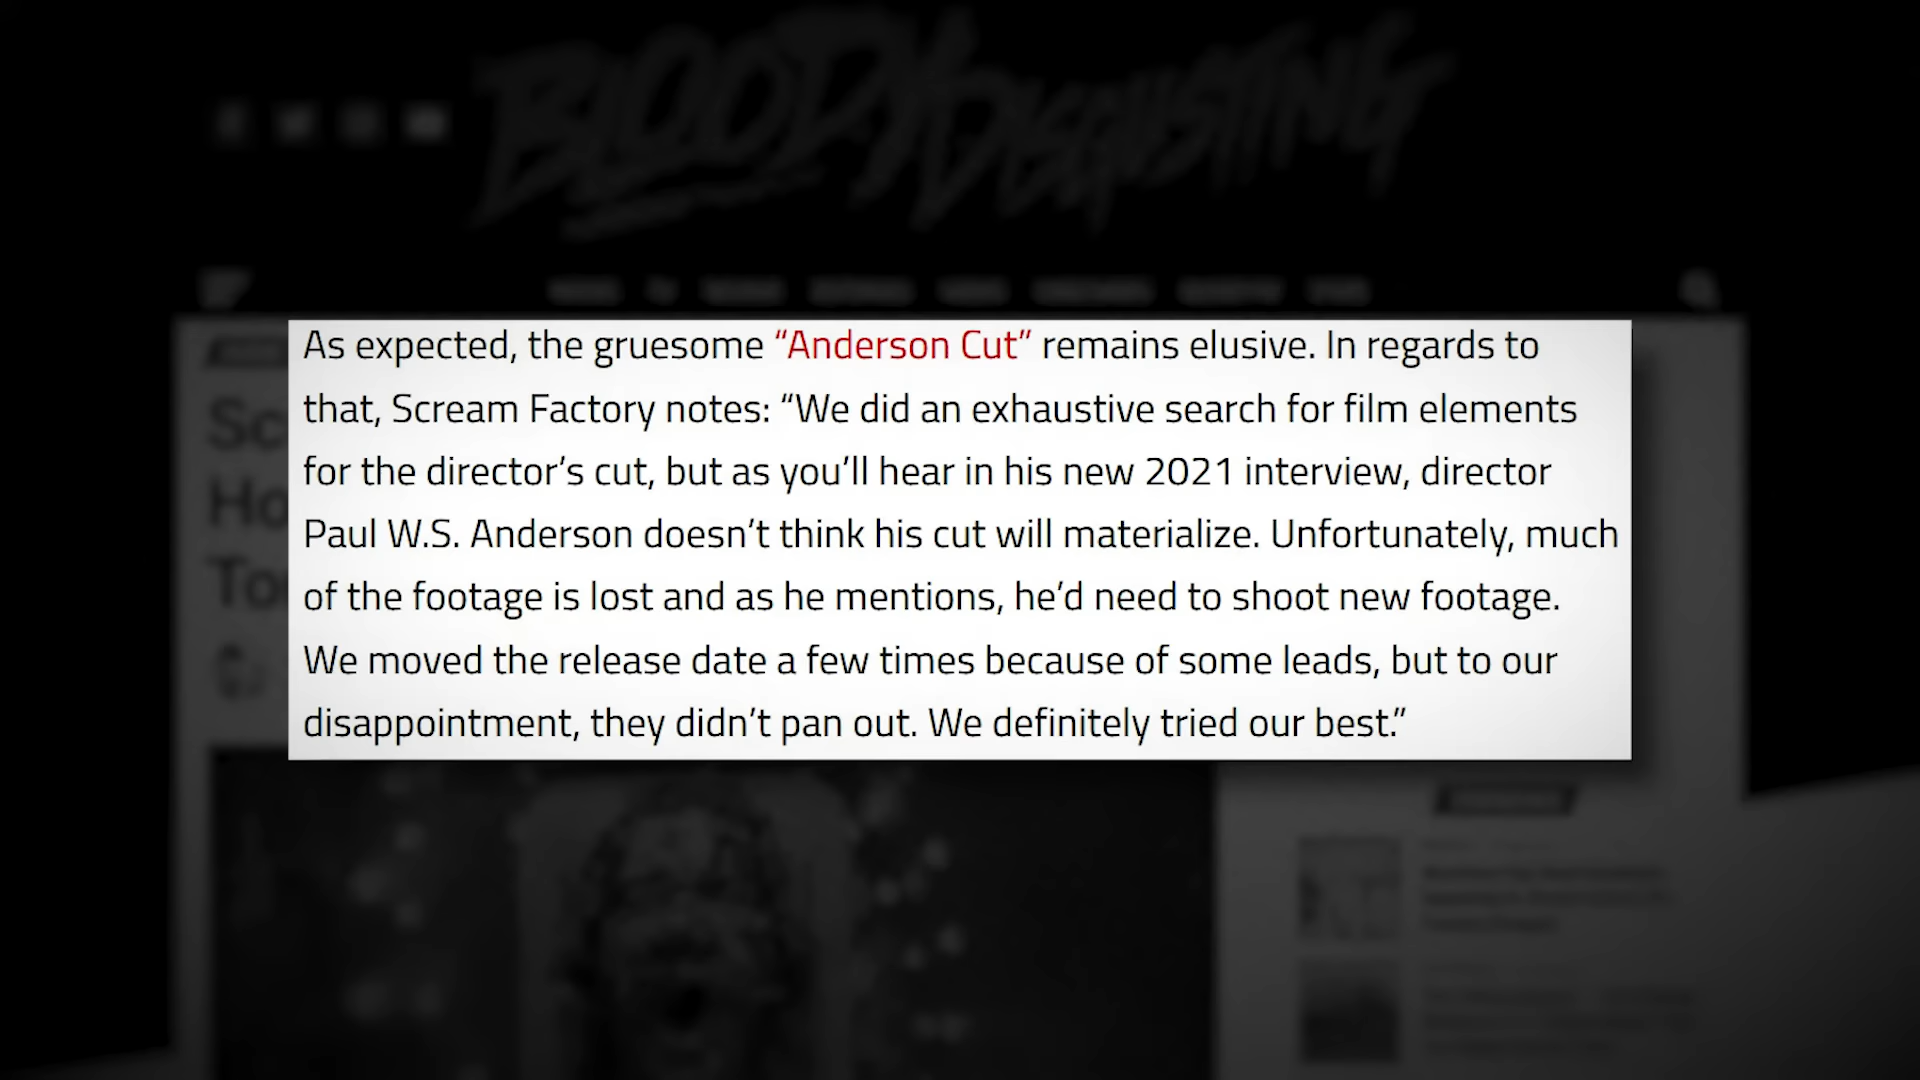 BLOODY DISGUSTING
As expected, the gruesome “Anderson Cut” remains elusive. In regards to
that, Scream Factory notes: “We did an exhaustive search for film elements
for the director’s cut, but as you’ll hear in his new 2021 interview, director
Paul W.S. Anderson doesn’t think his cut will materialize. Unfortunately, much
of the footage is lost and as he mentions, he’d need to shoot new footage.
We moved the release date a few times because of some leads, but to our
disappointment, they didn’t pan out. We definitely tried our best.”